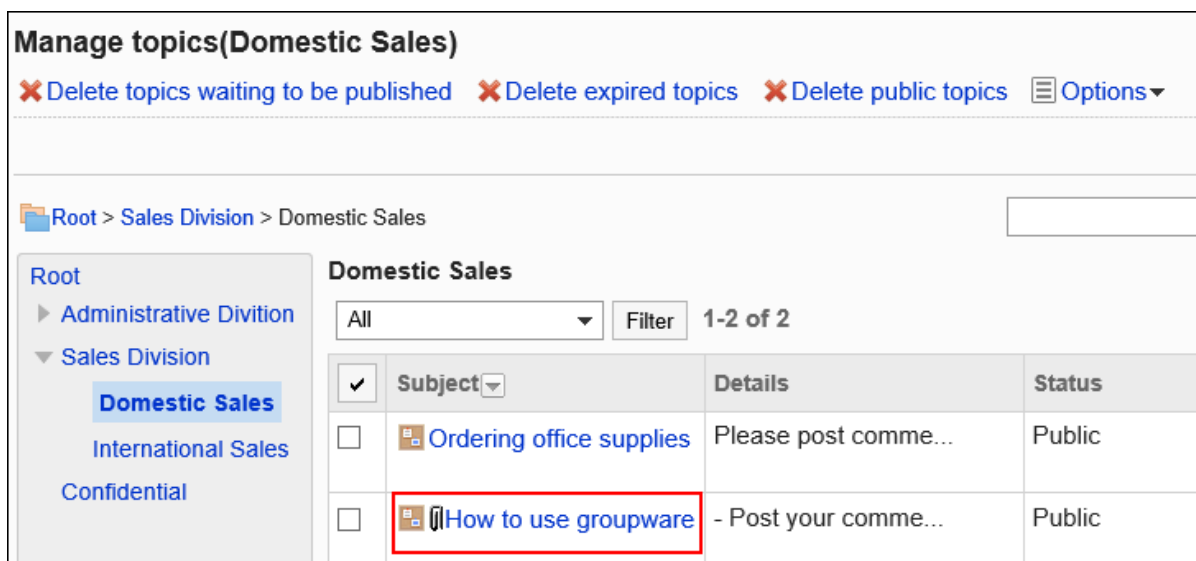 Manage topics(Domestic Sales)
Delete topics waiting to be published Delete expired topics Delete public topics Options
Root > Sales Division > Domestic Sales
Root
Administrative Divition
Sales Division
Domestic Sales
International Sales
Confidential
Domestic Sales
All Filter 1-2 of 2
Subject Details Status
Ordering office supplies Please post comme... Public
How to use groupware - Post your comme... Public